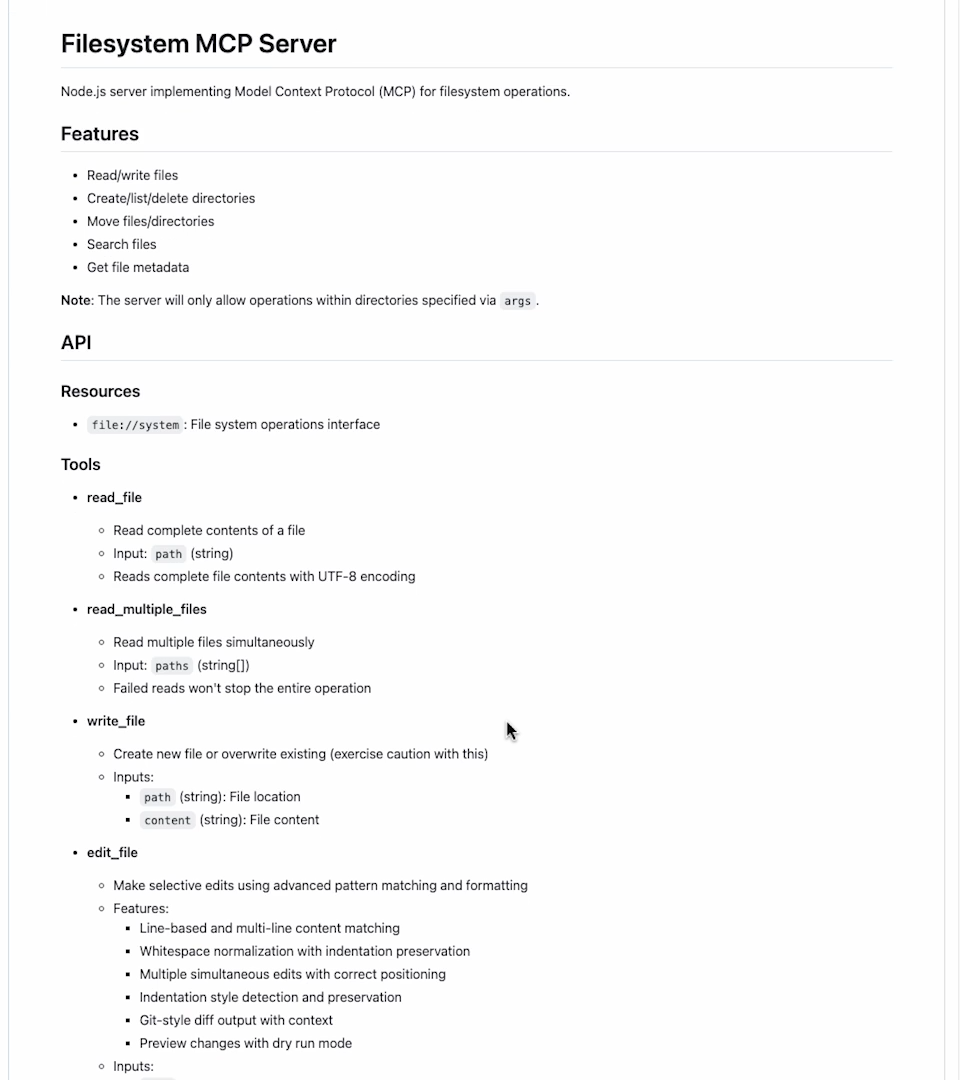 Filesystem MCP Server
Node.js server implementing Model Context Protocol (MCP) for filesystem operations.
Features
• Read/write files
• Create/list/delete directories
• Move files/directories
• Search files
• Get file metadata
Note: The server will only allow operations within directories specified via args.
API
Resources
• file://system: File system operations interface
Tools
• read_file
◦ Read complete contents of a file
◦ Input: path (string)
◦ Reads complete file contents with UTF-8 encoding
• read_multiple_files
◦ Read multiple files simultaneously
◦ Input: paths (string[])
◦ Failed reads won't stop the entire operation
• write_file
◦ Create new file or overwrite existing (exercise caution with this)
◦ Inputs:
▪ path (string): File location
▪ content (string): File content
• edit_file
◦ Make selective edits using advanced pattern matching and formatting
◦ Features:
▪ Line-based and multi-line content matching
▪ Whitespace normalization with indentation preservation
▪ Multiple simultaneous edits with correct positioning
▪ Indentation style detection and preservation
▪ Git-style diff output with context
▪ Preview changes with dry run mode
◦ Inputs: